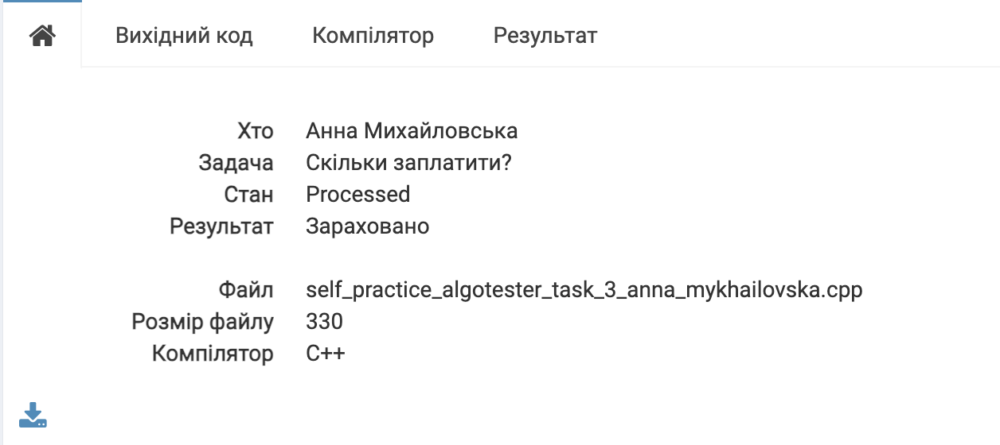 Вихідний код Компілятор Результат
Хто Анна Михайловська
Задача Скільки заплатити?
Стан Processed
Результат Зараховано
Файл self_practice_algotester_task_3_anna_mykhailovska.cpp
Розмір файлу 330
Компілятор C++